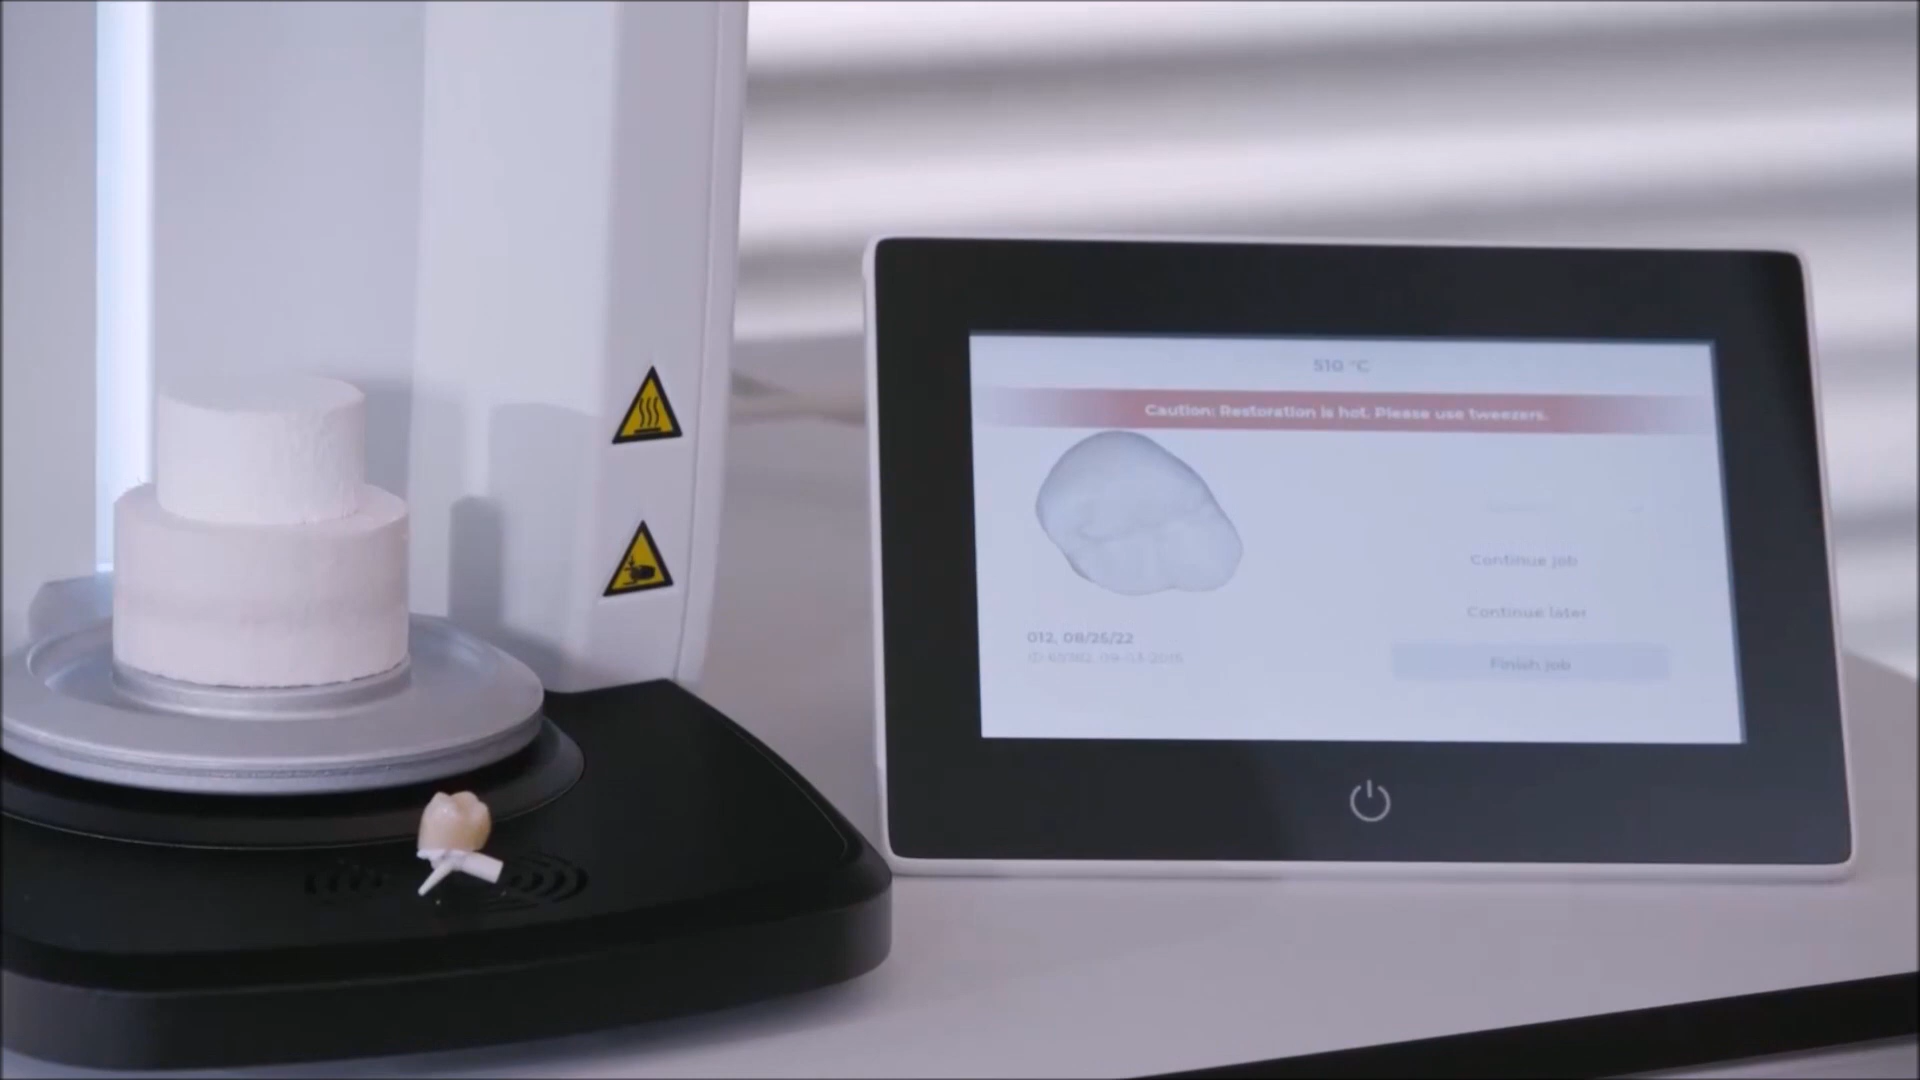 510 °C
Caution: Restoration is hot. Please use tweezers.
Continue job
Continue later
012, 08/25/22
Finish job